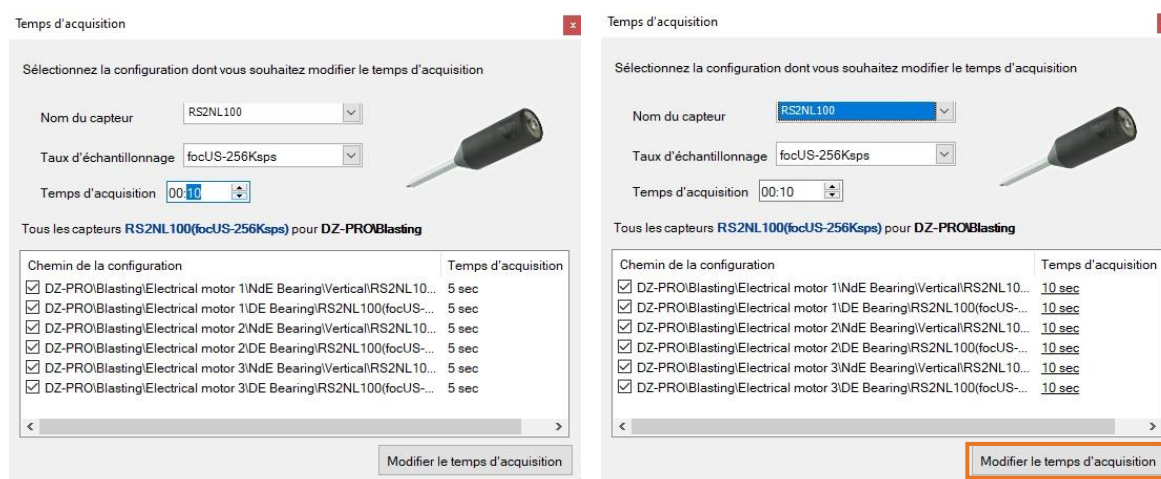 Temps d'acquisition
x
Sélectionnez la configuration dont vous souhaitez modifier le temps d'acquisition
Nom du capteur RS2NL100
Taux d'échantillonnage focUS-256Ksps
Temps d'acquisition 00:10
Tous les capteurs RS2NL100(focUS-256Ksps) pour DZ-PRO\Blasting
Chemin de la configuration Temps d'acquisition
DZ-PRO\Blasting\Electrical motor 1\NdE Bearing\Vertical\RS2NL10... 5 sec
DZ-PRO\Blasting\Electrical motor 1\DE Bearing\RS2NL100(focUS-... 5 sec
DZ-PRO\Blasting\Electrical motor 2\NdE Bearing\Vertical\RS2NL10... 5 sec
DZ-PRO\Blasting\Electrical motor 2\DE Bearing\RS2NL100(focUS-... 5 sec
DZ-PRO\Blasting\Electrical motor 3\NdE Bearing\Vertical\RS2NL10... 5 sec
DZ-PRO\Blasting\Electrical motor 3\DE Bearing\RS2NL100(focUS-... 5 sec
Modifier le temps d'acquisition
Temps d'acquisition
Sélectionnez la configuration dont vous souhaitez modifier le temps d'acquisition
Nom du capteur RS2NL100
Taux d'échantillonnage focUS-256Ksps
Temps d'acquisition 00:10
Tous les capteurs RS2NL100(focUS-256Ksps) pour DZ-PRO\Blasting
Chemin de la configuration Temps d'acquisition
DZ-PRO\Blasting\Electrical motor 1\NdE Bearing\Vertical\RS2NL10... 10 sec
DZ-PRO\Blasting\Electrical motor 1\DE Bearing\RS2NL100(focUS-... 10 sec
DZ-PRO\Blasting\Electrical motor 2\NdE Bearing\Vertical\RS2NL10... 10 sec
DZ-PRO\Blasting\Electrical motor 2\DE Bearing\RS2NL100(focUS-... 10 sec
DZ-PRO\Blasting\Electrical motor 3\NdE Bearing\Vertical\RS2NL10... 10 sec
DZ-PRO\Blasting\Electrical motor 3\DE Bearing\RS2NL100(focUS-... 10 sec
Modifier le temps d'acquisition